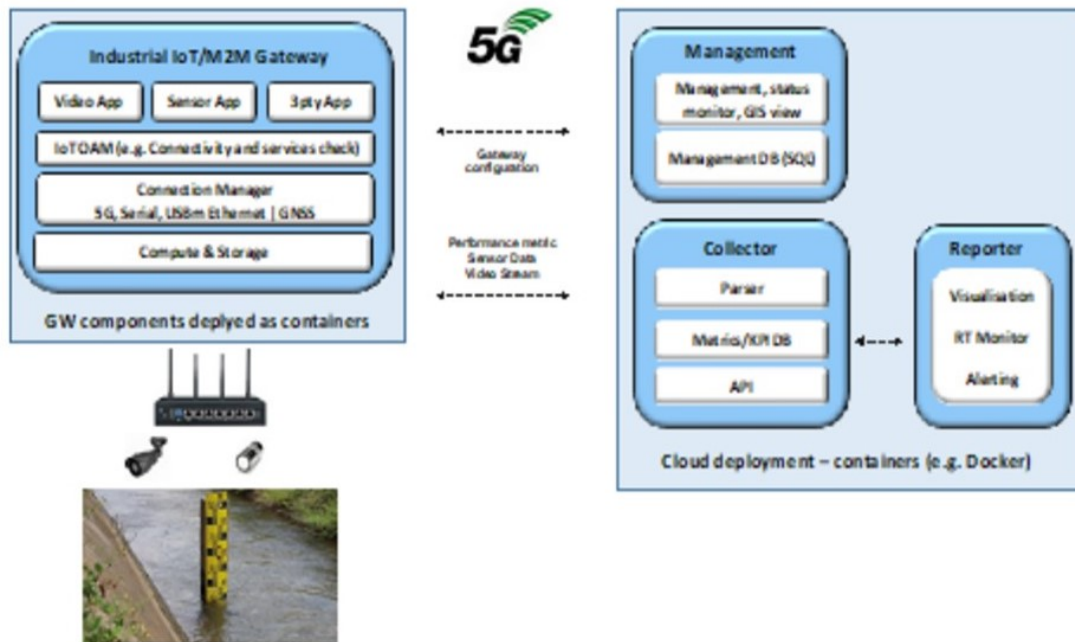 Industrial IoT/M2M Gateway
Video App
Sensor App
3pty App
IoT OAM (e.g. Connectivity and services check)
Connection Manager
5G, Serial, USBm Ethernet | GNSS
Compute & Storage
GW components deplyed as containers
5G
Gateway
configuration
Performance metric
Sensor Data
Video Stream
Management
Management, status
monitor, GIS view
Management DB (SQL)
Collector
Parser
Metrics/KPI DB
API
Reporter
Visualisation
RT Monitor
Alerting
Cloud deployment – containers (e.g. Docker)